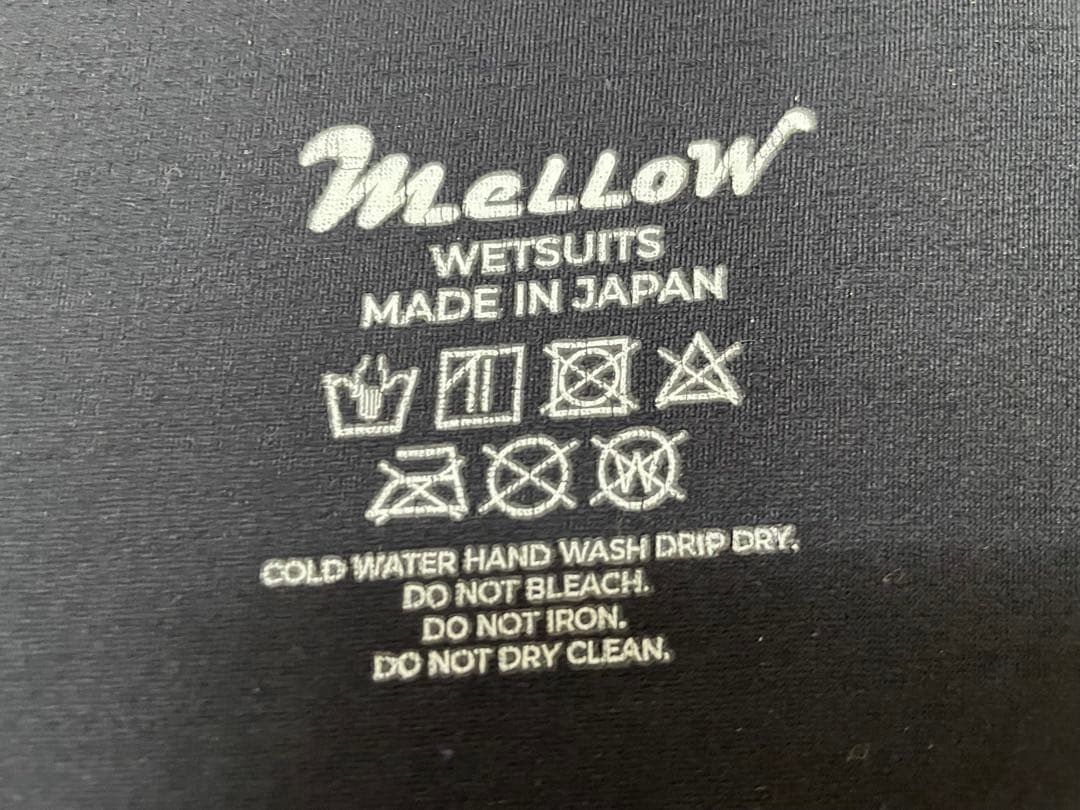 mellow
WETSUITS
MADE IN JAPAN
W
COLD WATER HAND WASH DRIP DRY.
DO NOT BLEACH.
DO NOT IRON.
DO NOT DRY CLEAN.